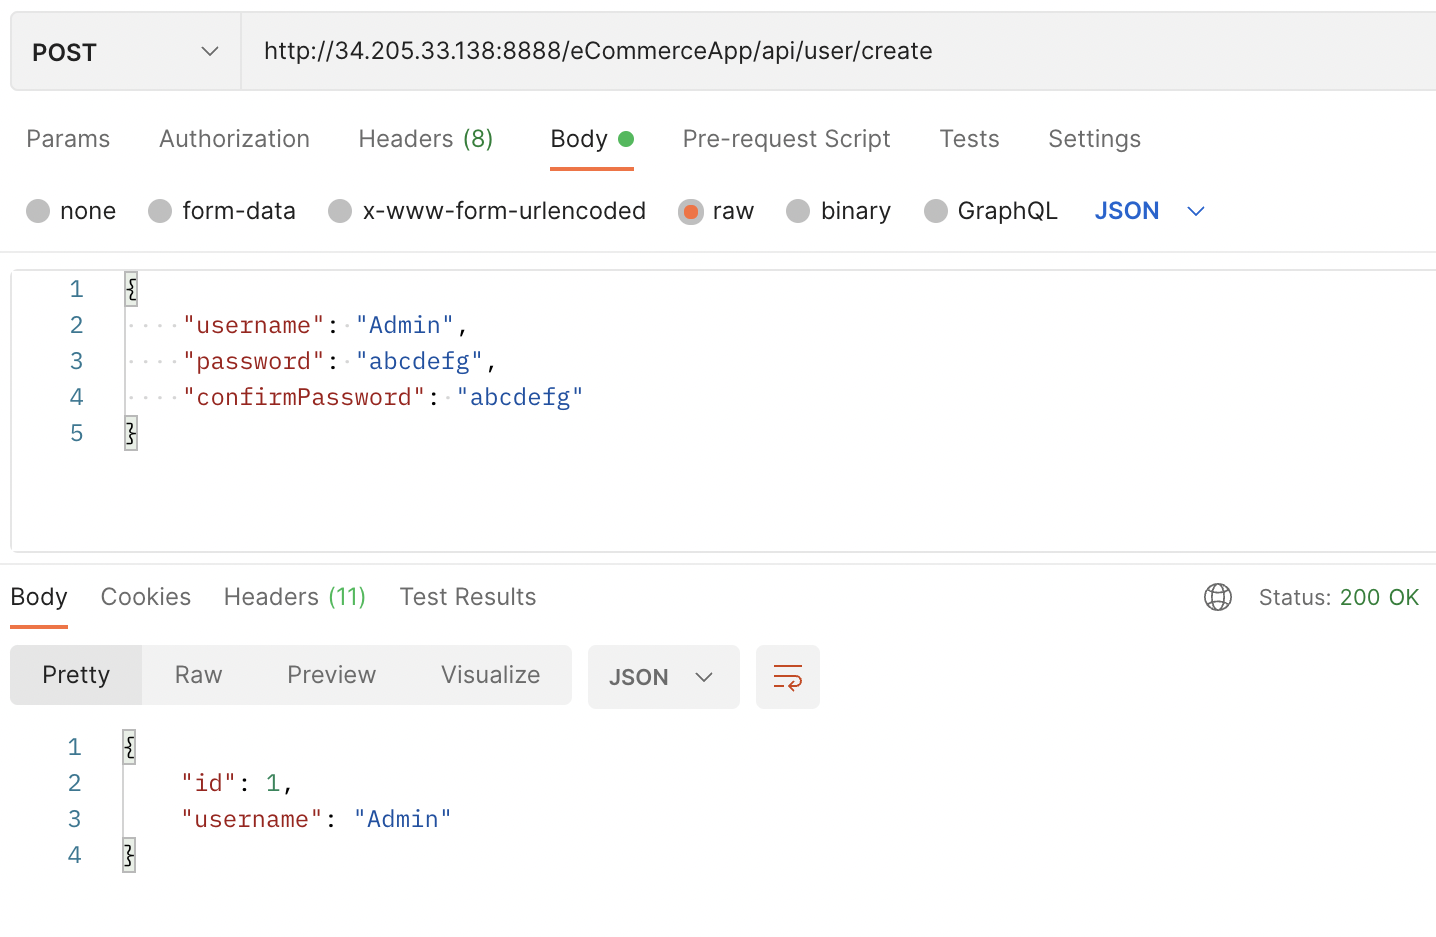 POST http://34.205.33.138:8888/eCommerceApp/api/user/create
Params Authorization Headers (8) Body Pre-request Script Tests Settings
none form-data x-www-form-urlencoded raw binary GraphQL JSON
1 {
2 "username": "Admin",
3 "password": "abcdefg",
4 "confirmPassword": "abcdefg"
5 }
Body Cookies Headers (11) Test Results Status: 200 OK
Pretty Raw Preview Visualize JSON
1 {
2 "id": 1,
3 "username": "Admin"
4 }